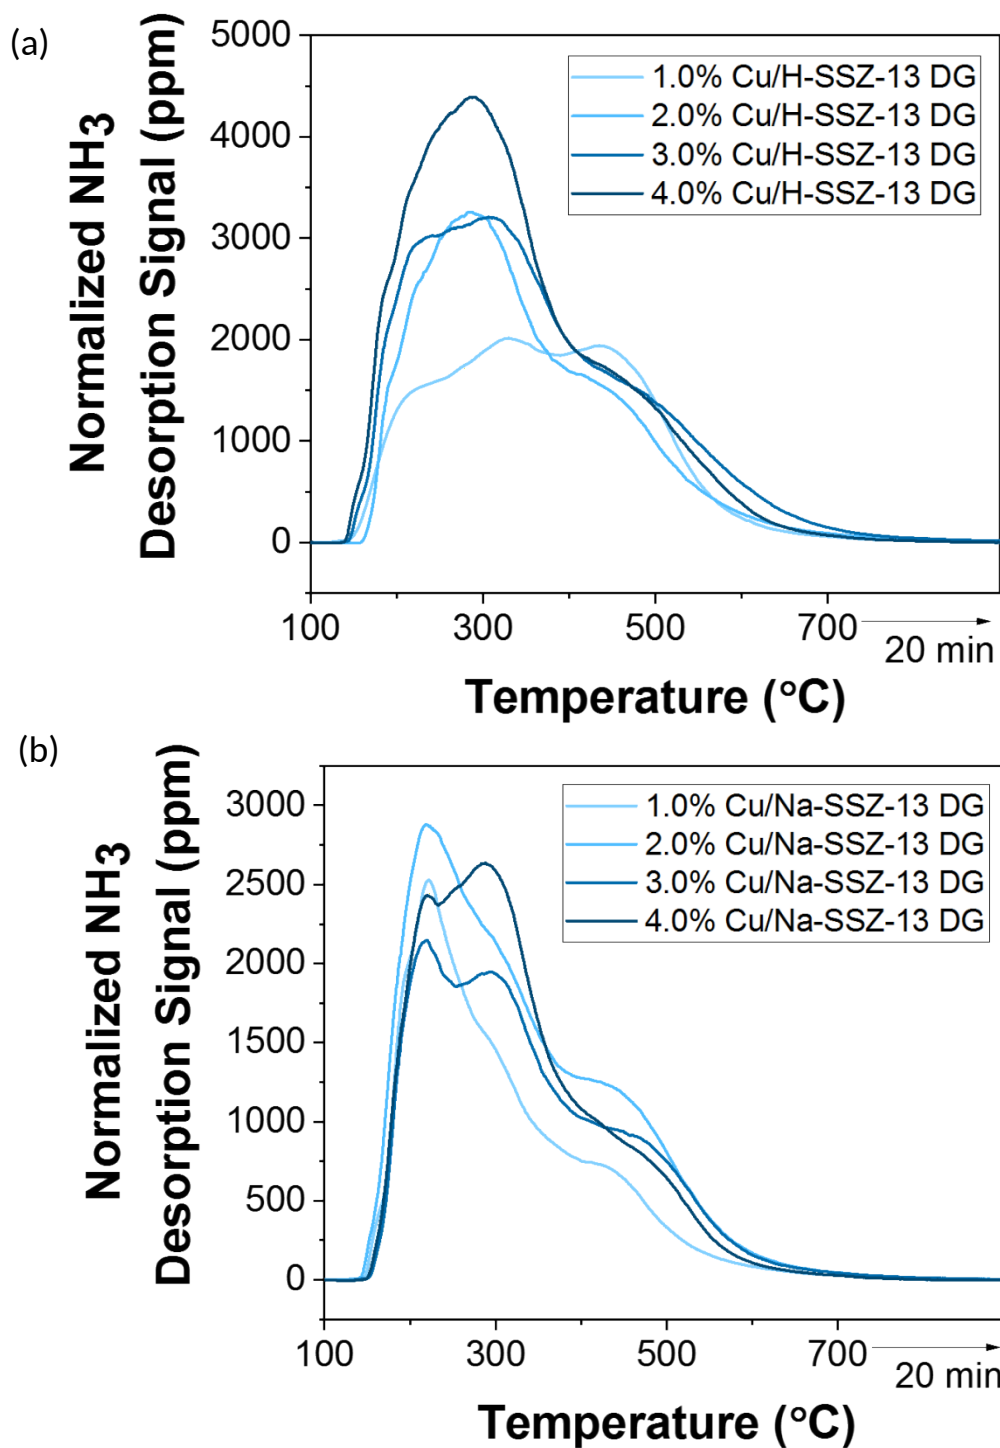 (a)
Normalized NH3
Desorption Signal (ppm)
5000
4000
3000
2000
1000
0
1.0% Cu/H-SSZ-13 DG
2.0% Cu/H-SSZ-13 DG
3.0% Cu/H-SSZ-13 DG
4.0% Cu/H-SSZ-13 DG
100 300 500 700 20 min
Temperature (°C)
(b)
Normalized NH3
Desorption Signal (ppm)
3000
2500
2000
1500
1000
500
0
1.0% Cu/Na-SSZ-13 DG
2.0% Cu/Na-SSZ-13 DG
3.0% Cu/Na-SSZ-13 DG
4.0% Cu/Na-SSZ-13 DG
100 300 500 700 20 min
Temperature (°C)